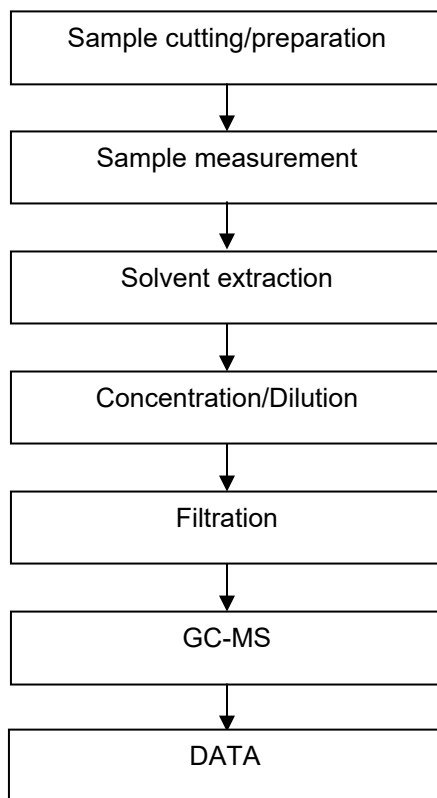 Sample cutting/preparation
Sample measurement
Solvent extraction
Concentration/Dilution
Filtration
GC-MS
DATA